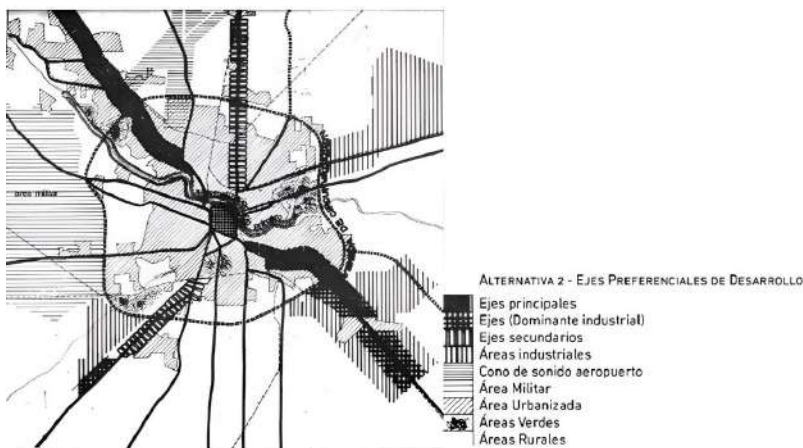 área militar
ALTERNATIVA 2 - EJES PREFERENCIALES DE DESARROLLO
Ejes principales
Ejes (Dominante industrial)
Ejes secundarios
Áreas industriales
Cono de sonido aeropuerto
Área Militar
Área Urbanizada
Áreas Verdes
Áreas Rurales